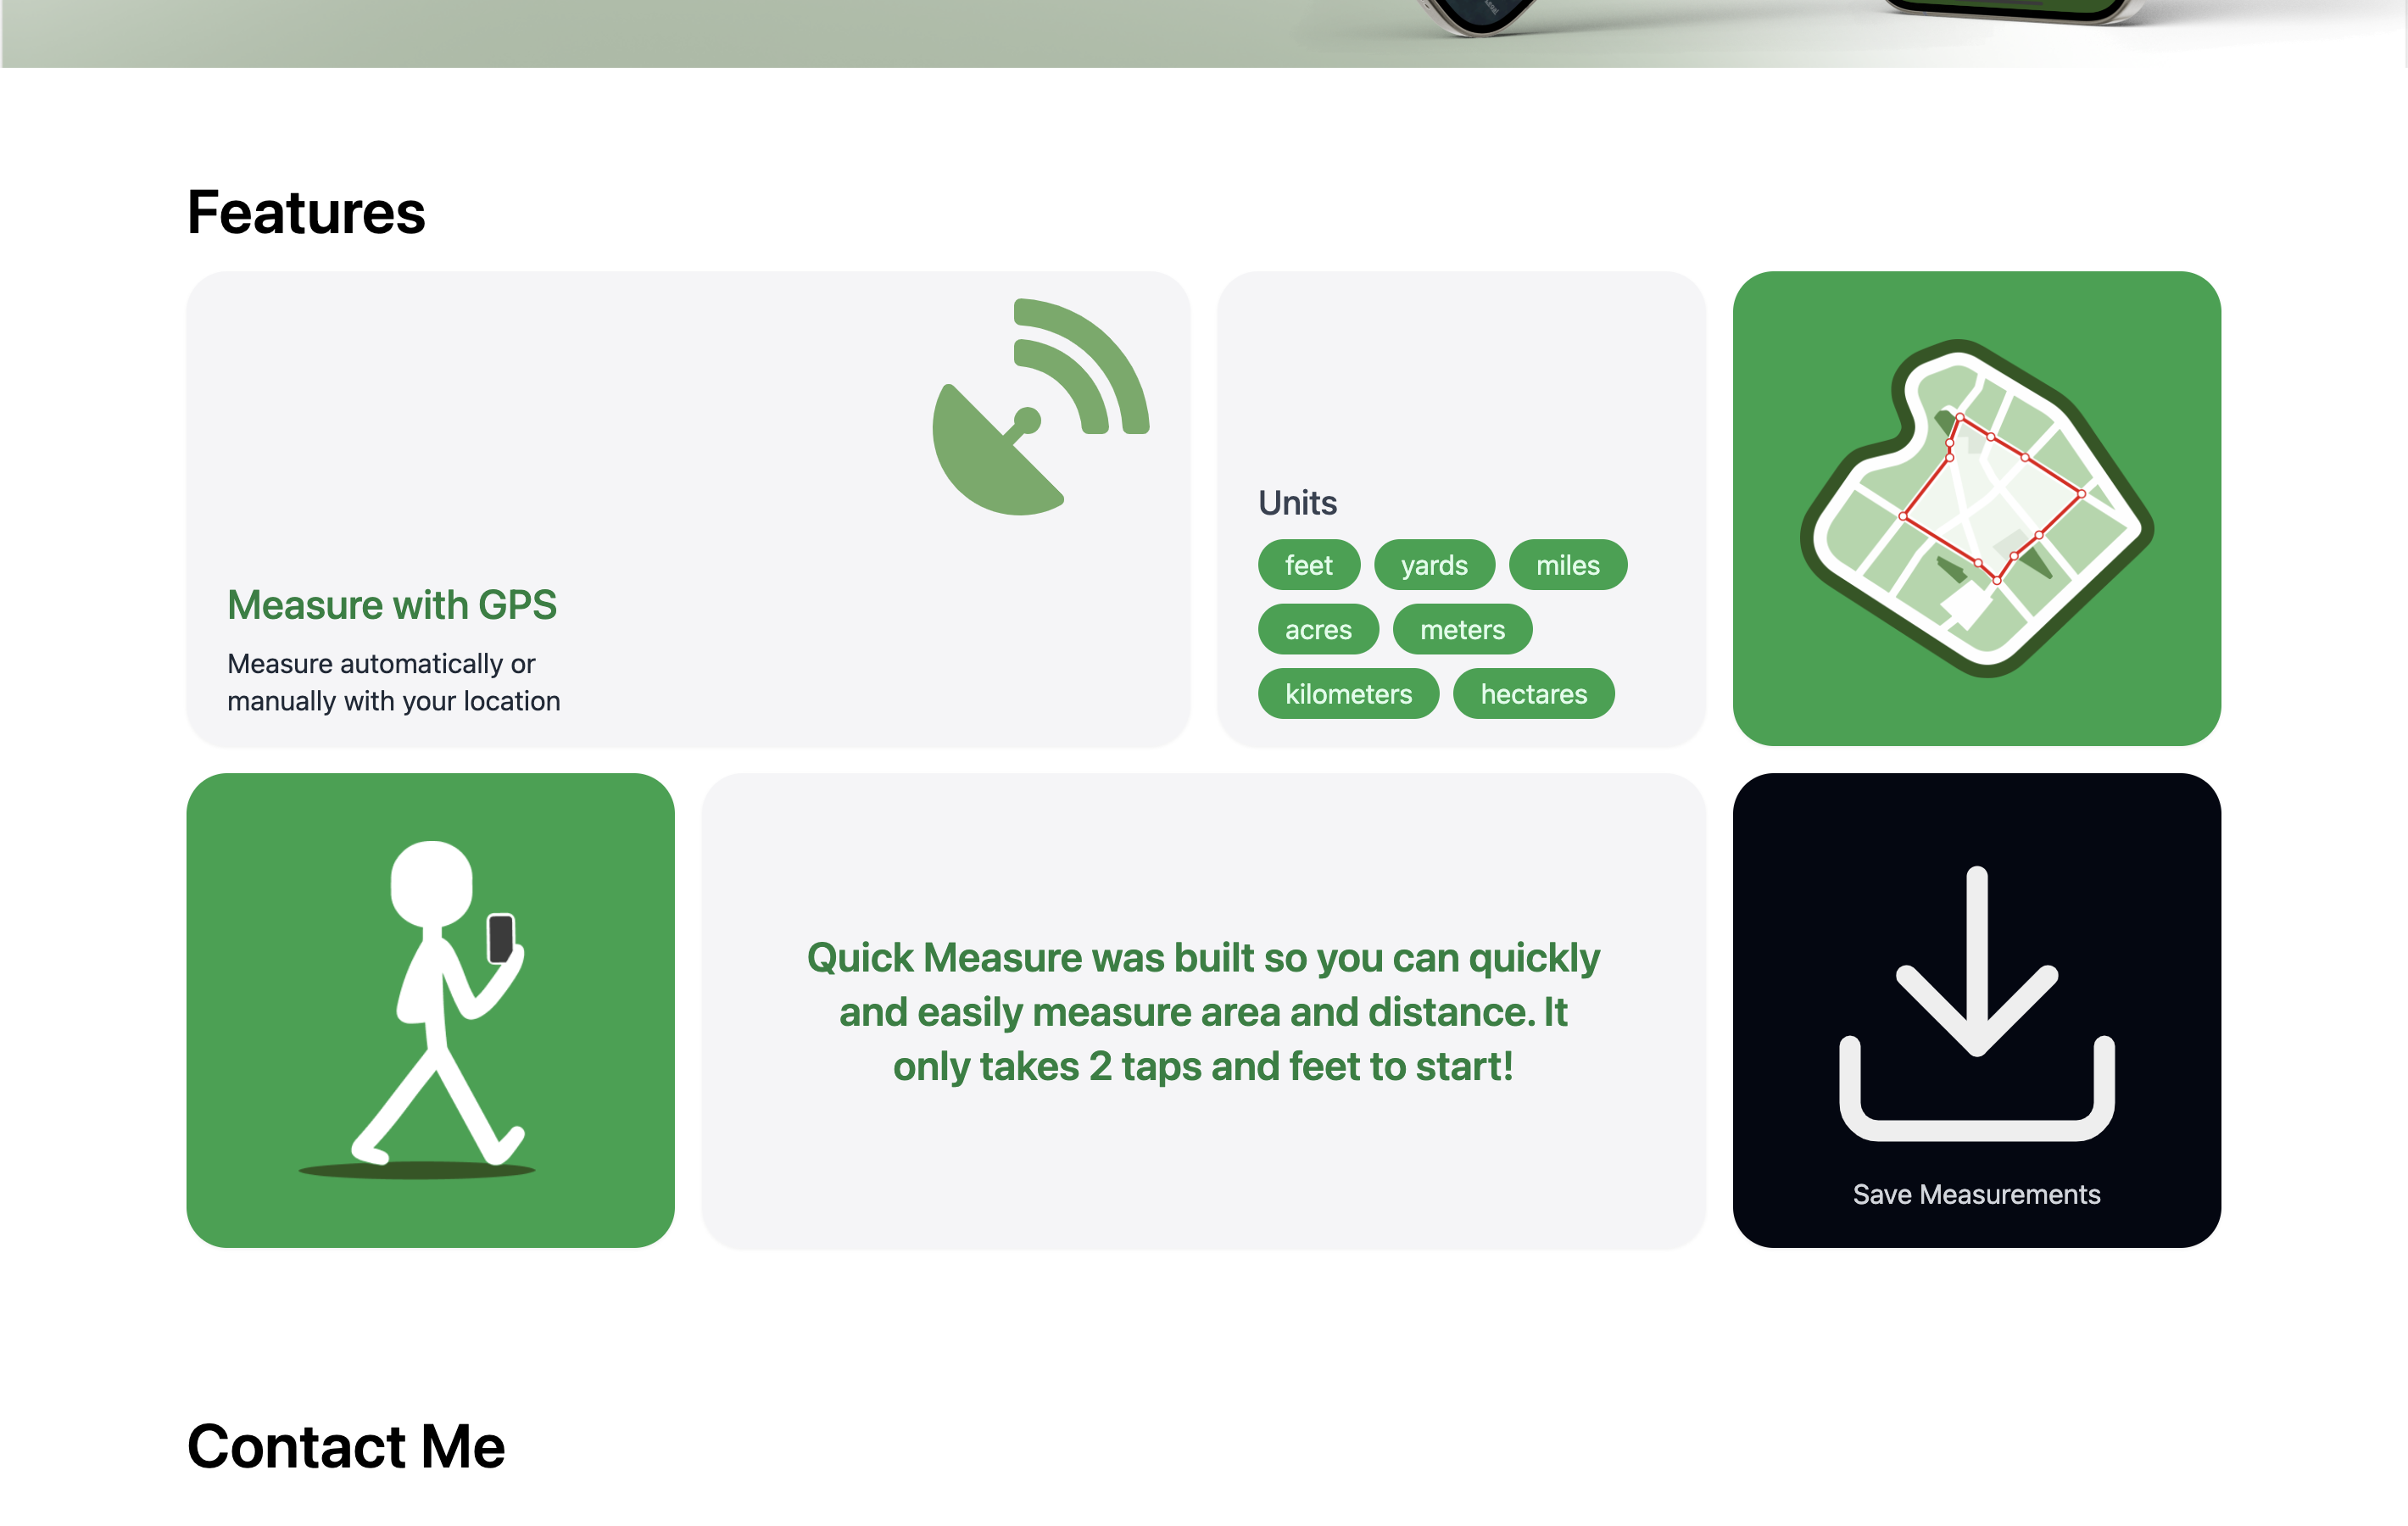 Features
Measure with GPS
Measure automatically or
manually with your location
Units
feet
yards
miles
acres
meters
kilometers
hectares
Quick Measure was built so you can quickly
and easily measure area and distance. It
only takes 2 taps and feet to start!
Save Measurements
Contact Me